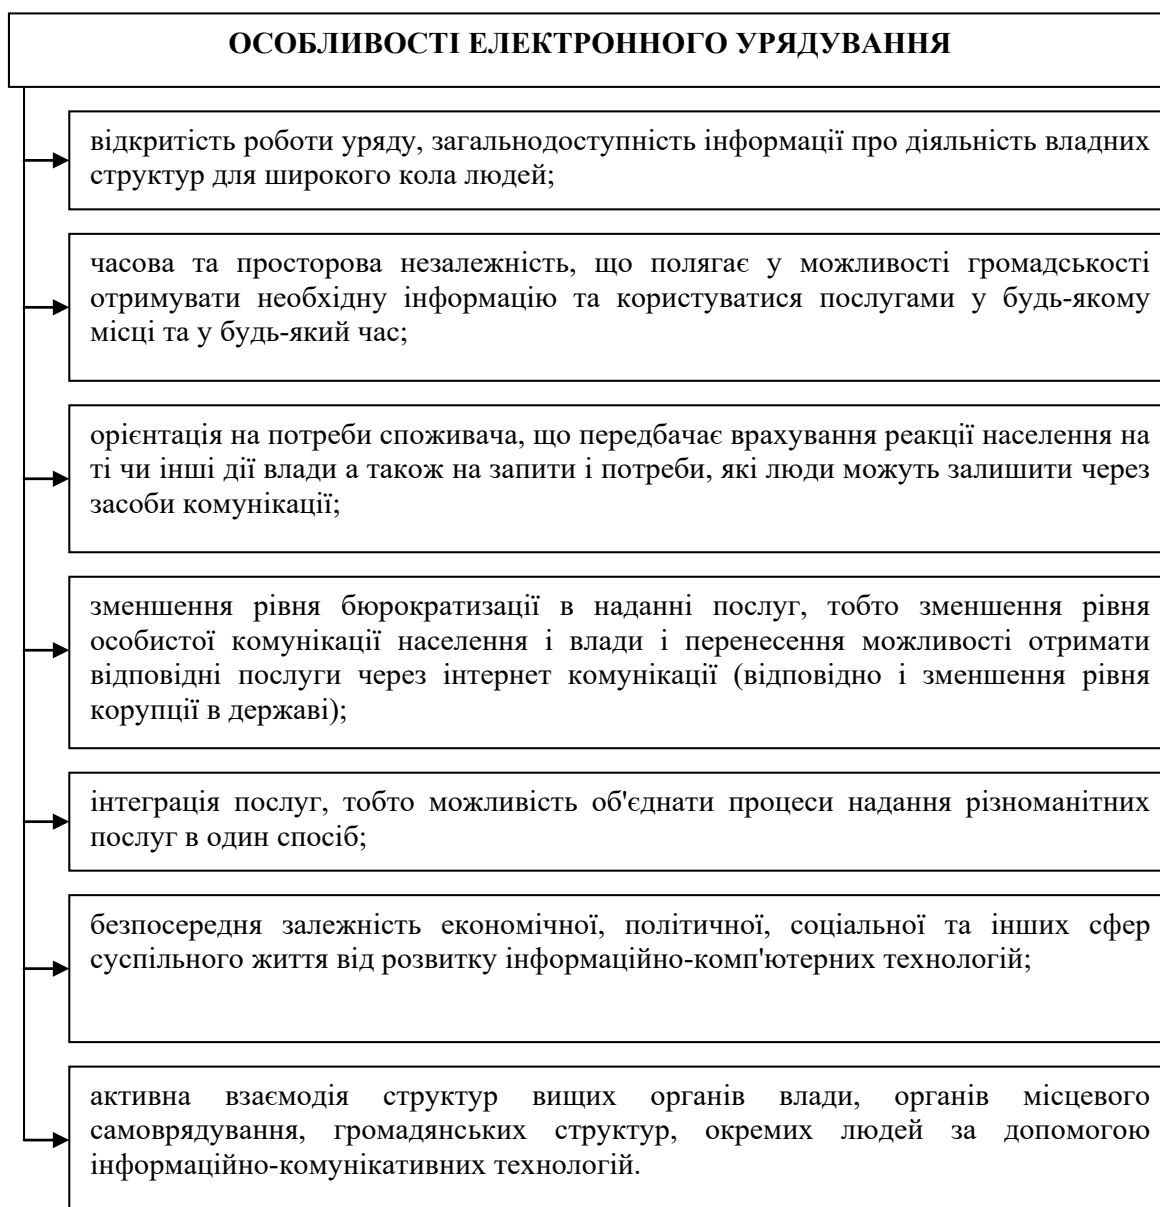 ОСОБЛИВОСТІ ЕЛЕКТРОННОГО УРЯДУВАННЯ
відкритість роботи уряду, загальнодоступність інформації про діяльність владних
структур для широкого кола людей;
часова та просторова незалежність, що полягає у можливості громадськості
отримувати необхідну інформацію та користуватися послугами у будь-якому
місці та у будь-який час;
орієнтація на потреби споживача, що передбачає врахування реакції населення на
ті чи інші дії влади а також на запити і потреби, які люди можуть залишити через
засоби комунікації;
зменшення рівня бюрократизації в наданні послуг, тобто зменшення рівня
особистої комунікації населення і влади і перенесення можливості отримати
відповідні послуги через інтернет комунікації (відповідно і зменшення рівня
корупції в державі);
інтеграція послуг, тобто можливість об'єднати процеси надання різноманітних
послуг в один спосіб;
безпосередня залежність економічної, політичної, соціальної та інших сфер
суспільного життя від розвитку інформаційно-комп'ютерних технологій;
активна взаємодія структур вищих органів влади, органів місцевого
самоврядування, громадянських структур, окремих людей за допомогою
інформаційно-комунікативних технологій.